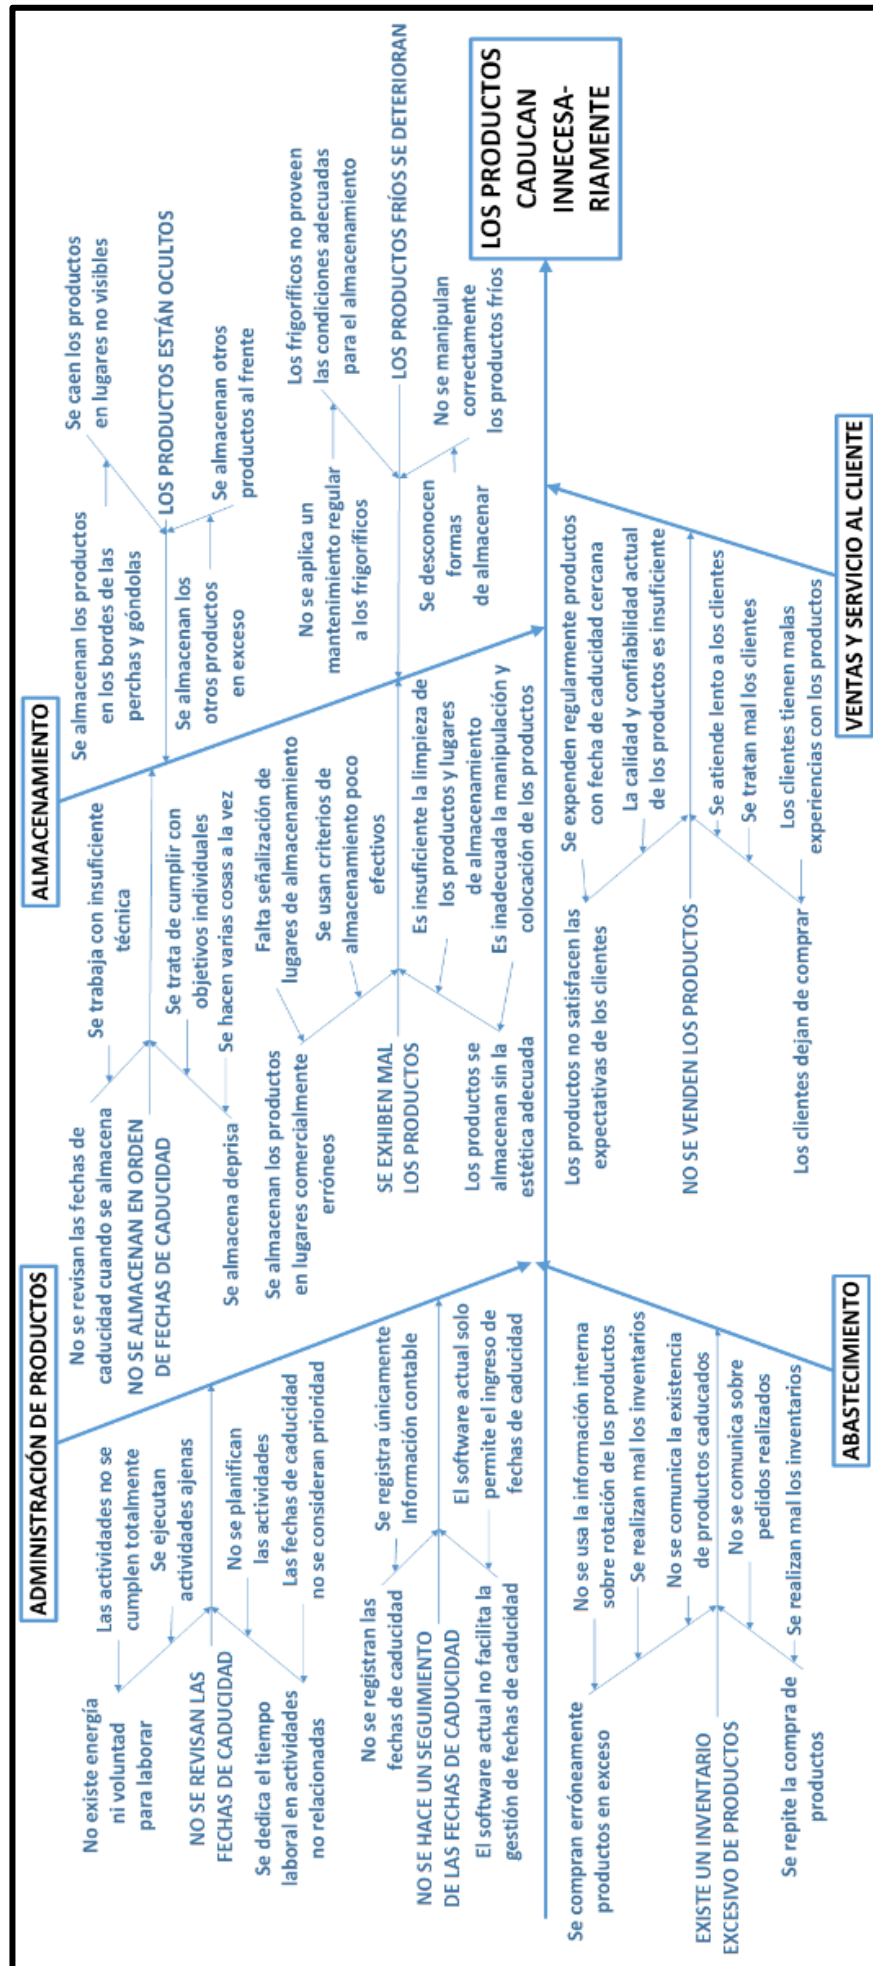 ADMINISTRACIÓN DE PRODUCTOS
No existe energía
ni voluntad
para laborar
Las actividades no se
cumplen totalmente
Se ejecutan
actividades ajenas
NO SE REVISAN LAS
FECHAS DE CADUCIDAD
No se planifican
las actividades
Se dedica el tiempo
laboral en actividades
no relacionadas
Las fechas de caducidad
no se consideran prioridad
No se registran las
fechas de caducidad
Se registra únicamente
Información contable
NO SE HACE UN SEGUIMIENTO
DE LAS FECHAS DE CADUCIDAD
El software actual no facilita la
gestión de fechas de caducidad
El software actual solo
permite el ingreso de
fechas de caducidad
ALMACENAMIENTO
No se revisan las fechas de
caducidad cuando se almacena
Se trabaja con insuficiente
técnica
NO SE ALMACENAN EN ORDEN
DE FECHAS DE CADUCIDAD
Se trata de cumplir con
objetivos individuales
Se almacena deprisa
Se hacen varias cosas a la vez
Se almacenan los productos
en los bordes de las
perchas y góndolas
Se caen los productos
en lugares no visibles
LOS PRODUCTOS ESTÁN OCULTOS
Se almacenan los
otros productos
en exceso
Se almacenan otros
productos al frente
Se almacenan los productos
en lugares comercialmente
erróneos
Falta señalización de
lugares de almacenamiento
Se usan criterios de
almacenamiento poco
efectivos
SE EXHIBEN MAL
LOS PRODUCTOS
Es insuficiente la limpieza de
los productos y lugares
de almacenamiento
Los productos se
almacenan sin la
estética adecuada
Es inadecuada la manipulación y
colocación de los productos
No se aplica un
mantenimiento regular
a los frigoríficos
Los frigoríficos no proveen
las condiciones adecuadas
para el almacenamiento
LOS PRODUCTOS FRÍOS SE DETERIORAN
Se desconocen
formas
de almacenar
No se manipulan
correctamente
los productos fríos
LOS PRODUCTOS
CADUCAN
INNECESA-
RIAMENTE
Se compran erróneamente
productos en exceso
No se usa la información interna
sobre rotación de los productos
Se realizan mal los inventarios
No se comunica la existencia
de productos caducados
EXISTE UN INVENTARIO
EXCESIVO DE PRODUCTOS
No se comunica sobre
pedidos realizados
Se repite la compra de
productos
Se realizan mal los inventarios
ABASTECIMIENTO
Los productos no satisfacen las
expectativas de los clientes
Se expenden regularmente productos
con fecha de caducidad cercana
La calidad y confiabilidad actual
de los productos es insuficiente
NO SE VENDEN LOS PRODUCTOS
Se atiende lento a los clientes
Se tratan mal los clientes
Los clientes dejan de comprar
Los clientes tienen malas
experiencias con los productos
VENTAS Y SERVICIO AL CLIENTE